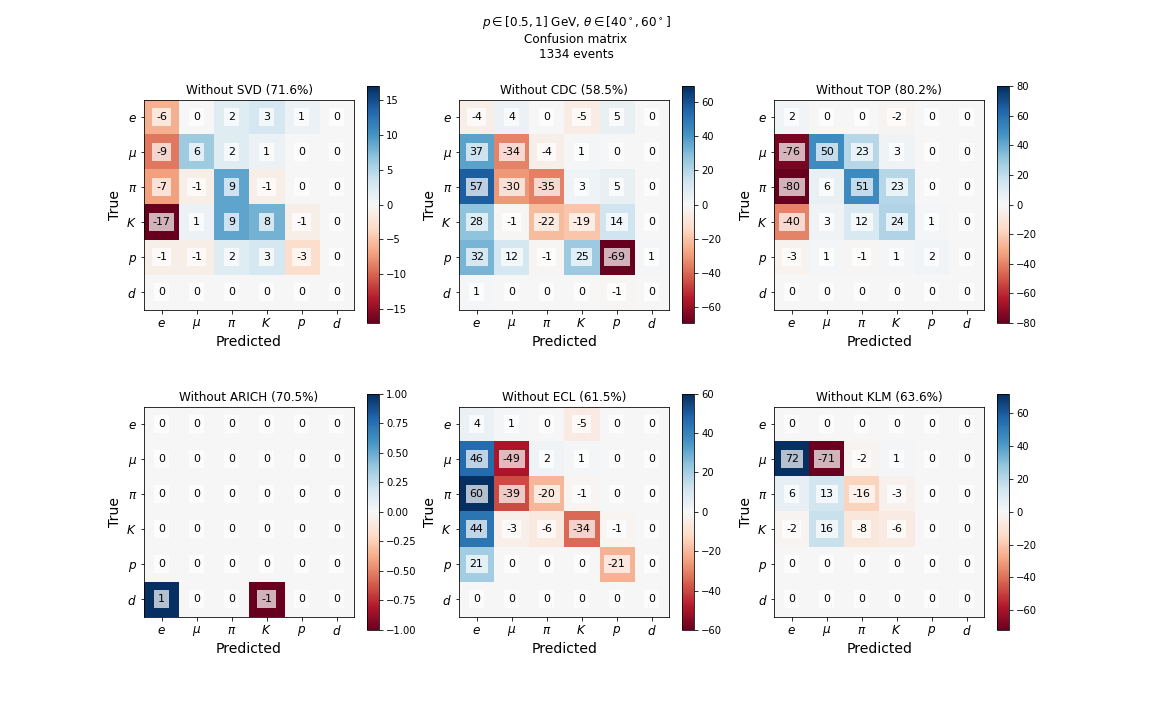 p ∈ [0.5, 1] GeV, θ ∈ [40°, 60°]
Confusion matrix
1334 events
Without SVD (71.6%)
True
e -6 0 2 3 1 0
μ -9 6 2 1 0 0
π -7 -1 9 -1 0 0
K -17 1 9 8 -1 0
p -1 -1 2 3 -3 0
d 0 0 0 0 0 0
e μ π K p d
Predicted
15
10
5
0
−5
−10
−15
Without CDC (58.5%)
True
e -4 4 0 -5 5 0
μ 37 -34 -4 1 0 0
π 57 -30 -35 3 5 0
K 28 -1 -22 -19 14 0
p 32 12 -1 25 -69 1
d 1 0 0 0 -1 0
e μ π K p d
Predicted
60
40
20
0
−20
−40
−60
Without TOP (80.2%)
True
e 2 0 0 -2 0 0
μ -76 50 23 3 0 0
π -80 6 51 23 0 0
K -40 3 12 24 1 0
p -3 1 -1 1 2 0
d 0 0 0 0 0 0
e μ π K p d
Predicted
80
60
40
20
0
−20
−40
−60
−80
Without ARICH (70.5%)
True
e 0 0 0 0 0 0
μ 0 0 0 0 0 0
π 0 0 0 0 0 0
K 0 0 0 0 0 0
p 0 0 0 0 0 0
d 1 0 0 -1 0 0
e μ π K p d
Predicted
1.00
0.75
0.50
0.25
0.00
−0.25
−0.50
−0.75
−1.00
Without ECL (61.5%)
True
e 4 1 0 -5 0 0
μ 46 -49 2 1 0 0
π 60 -39 -20 -1 0 0
K 44 -3 -6 -34 -1 0
p 21 0 0 0 -21 0
d 0 0 0 0 0 0
e μ π K p d
Predicted
60
40
20
0
−20
−40
−60
Without KLM (63.6%)
True
e 0 0 0 0 0 0
μ 72 -71 -2 1 0 0
π 6 13 -16 -3 0 0
K -2 16 -8 -6 0 0
p 0 0 0 0 0 0
d 0 0 0 0 0 0
e μ π K p d
Predicted
60
40
20
0
−20
−40
−60